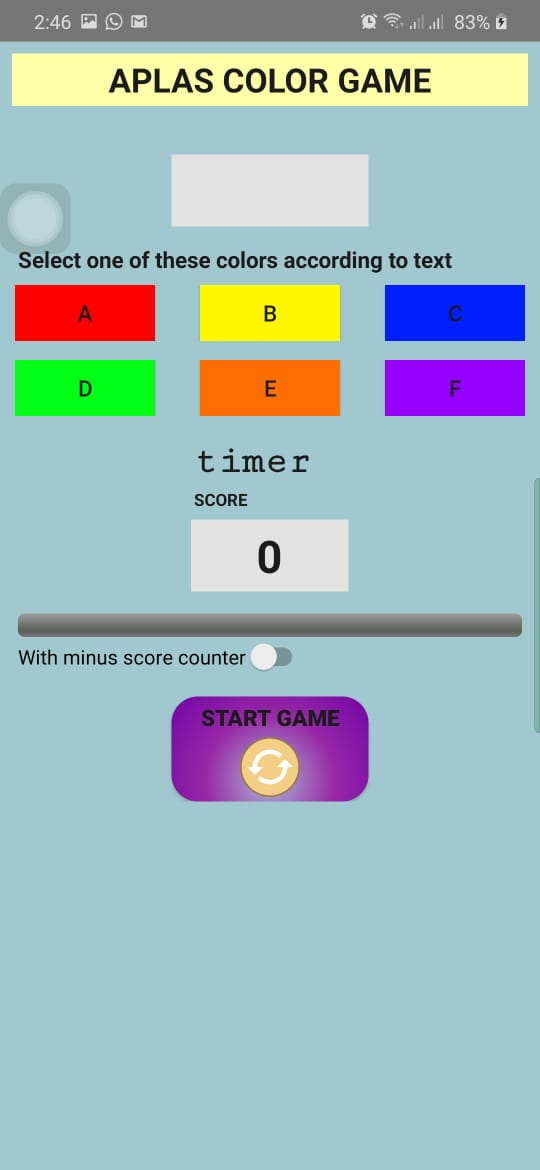 2:46 83%
APLAS COLOR GAME
Select one of these colors according to text
A B C
D E F
timer
SCORE
0
With minus score counter
START GAME